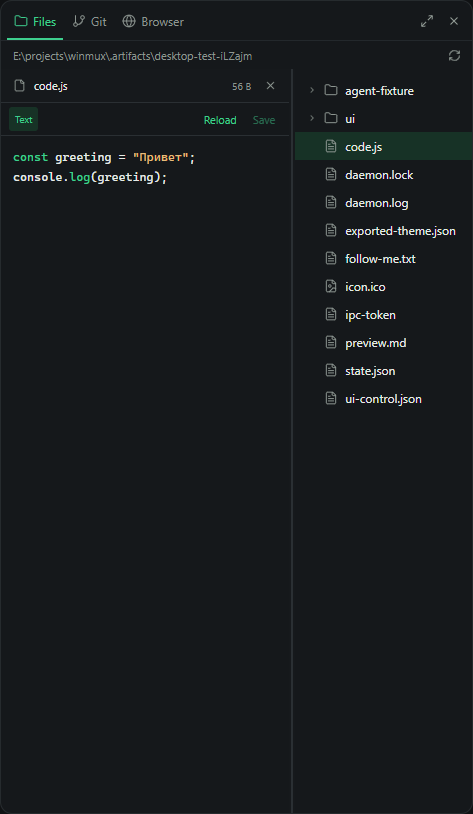 Files Git Browser
E:\projects\winmux\.artifacts\desktop-test-iLZajm
code.js 56 B
Text Reload Save
const greeting = "Привет";
console.log(greeting);
agent-fixture
ui
code.js
daemon.lock
daemon.log
exported-theme.json
follow-me.txt
icon.ico
ipc-token
preview.md
state.json
ui-control.json